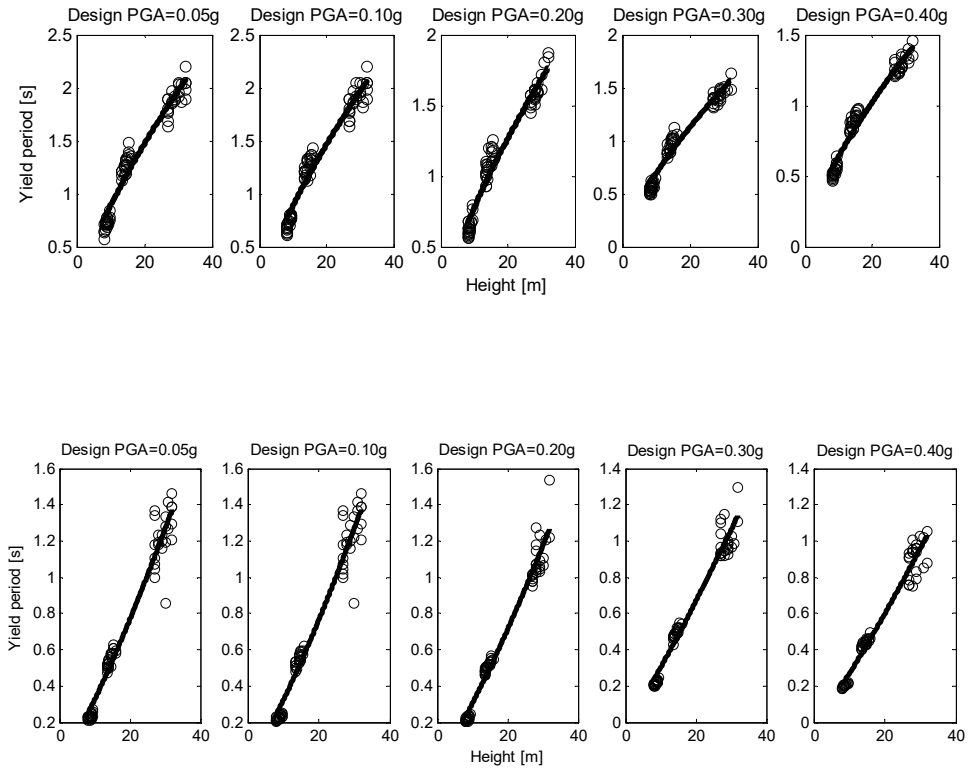 Design PGA=0.05g Design PGA=0.10g Design PGA=0.20g Design PGA=0.30g Design PGA=0.40g
2.5 2.5 2 2.5 1.5
2 2 2
1.5 1.5 1.5 1.5 1
1 1 1 1 0.5
0.5
0.5 0.5 0.5 0 0
0 20 40 0 20 40 0 20 40 0 20 40 0 20 40
Yield period [s]
Height [m]
Design PGA=0.05g Design PGA=0.10g Design PGA=0.20g Design PGA=0.30g Design PGA=0.40g
1.6 1.6 1.6 1.4 1.4
1.4 1.4 1.4 1.2 1.2
1.2 1.2 1.2 1 1
1 1 1 0.8 0.8
0.8 0.8 0.8 0.6 0.6
0.6 0.6 0.6 0.4 0.4
0.4 0.4 0.4 0.2 0.2
0.2 0.2 0.2 0 0
0 20 40 0 20 40 0 20 40 0 20 40 0 20 40
Yield period [s]
Height [m]